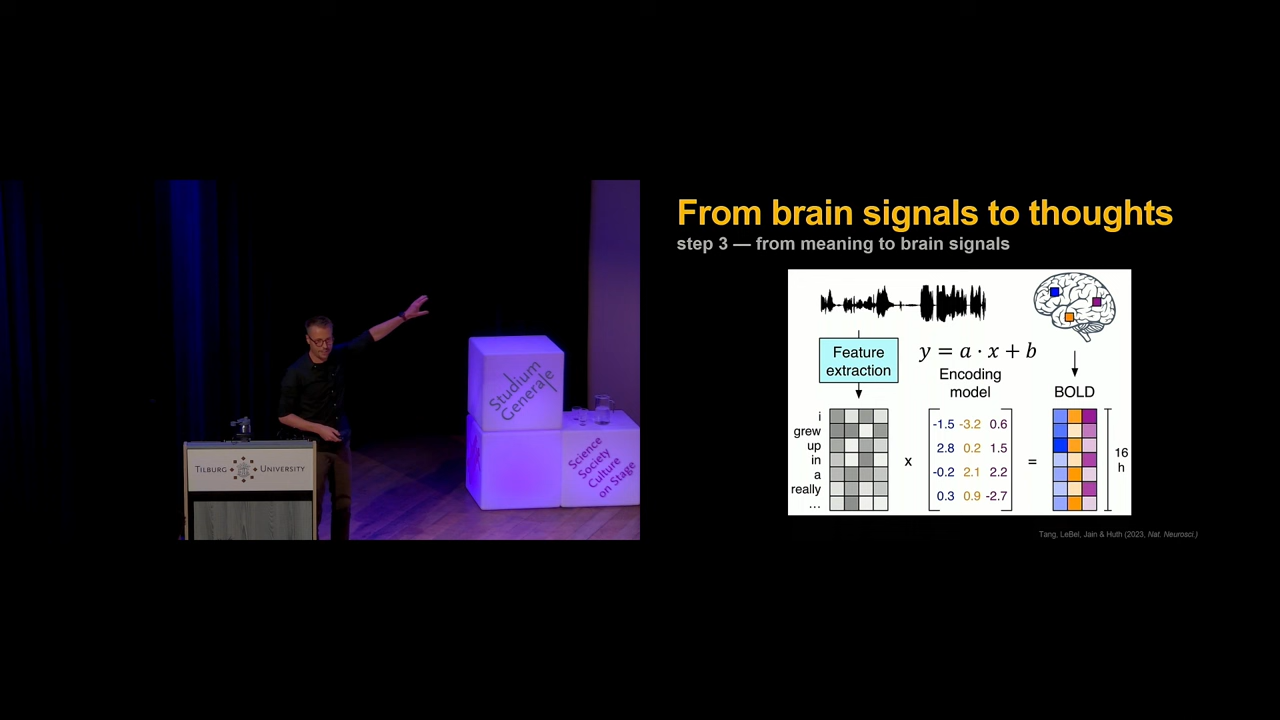 From brain signals to thoughts
step 3 — from meaning to brain signals
Feature
extraction
y = a · x + b
Encoding
model
BOLD
i
grew
up
in
a
really
...
x
-1.5 -3.2 0.6
2.8 0.2 1.5
-0.2 2.1 2.2
0.3 0.9 -2.7
=
16
h
Tang, LeBel, Jain & Huth (2023, Nat. Neurosci.)
Studium
Generale
Science
Society
Culture
on Stage
TILBURG UNIVERSITY